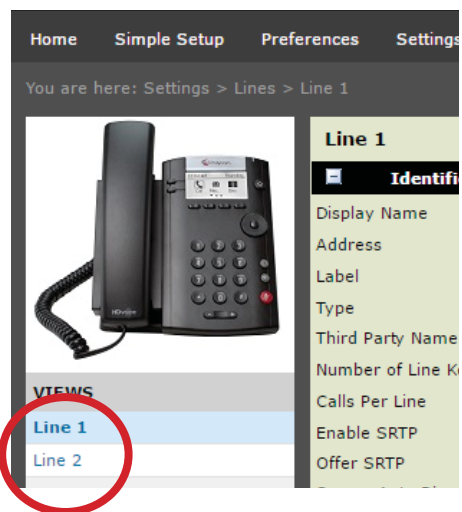 Home Simple Setup Preferences Settings
You are here: Settings > Lines > Line 1
Line 1
Identifi
Display Name
Address
Label
Type
Third Party Name
Number of Line K
Calls Per Line
Enable SRTP
Offer SRTP
HDvoice
VIEWS
Line 1
Line 2